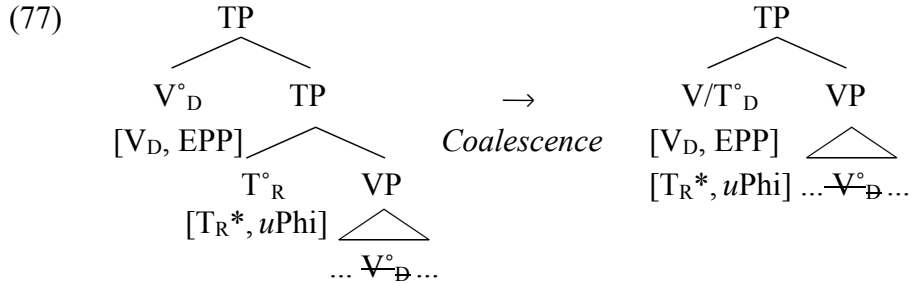 (77) TP TP
V°D TP → V/T°D VP
[VD, EPP] Coalescence [VD, EPP]
T°R VP [TR*, uPhi] ... V°D ...
[TR*, uPhi]
... V°D ...